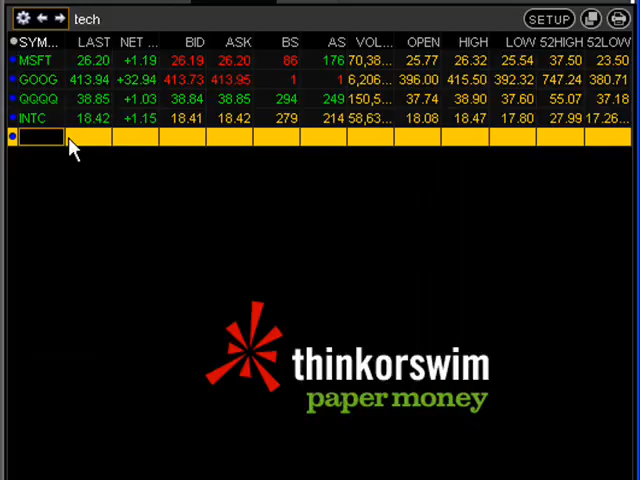 tech SETUP
SYM... LAST NET ... BID ASK BS AS VOL... OPEN HIGH LOW 52HIGH 52LOW
MSFT 26.20 +1.19 26.19 26.20 86 176 70,38... 25.77 26.32 25.54 37.50 23.50
GOOG 413.94 +32.94 413.73 413.95 1 1 6,206... 396.00 415.50 392.32 747.24 380.71
QQQQ 38.85 +1.03 38.84 38.85 294 249 150,5... 37.74 38.90 37.60 55.07 37.18
INTC 18.42 +1.15 18.41 18.42 279 214 58,63... 18.08 18.47 17.80 27.99 17.26...
thinkorswim
paper money